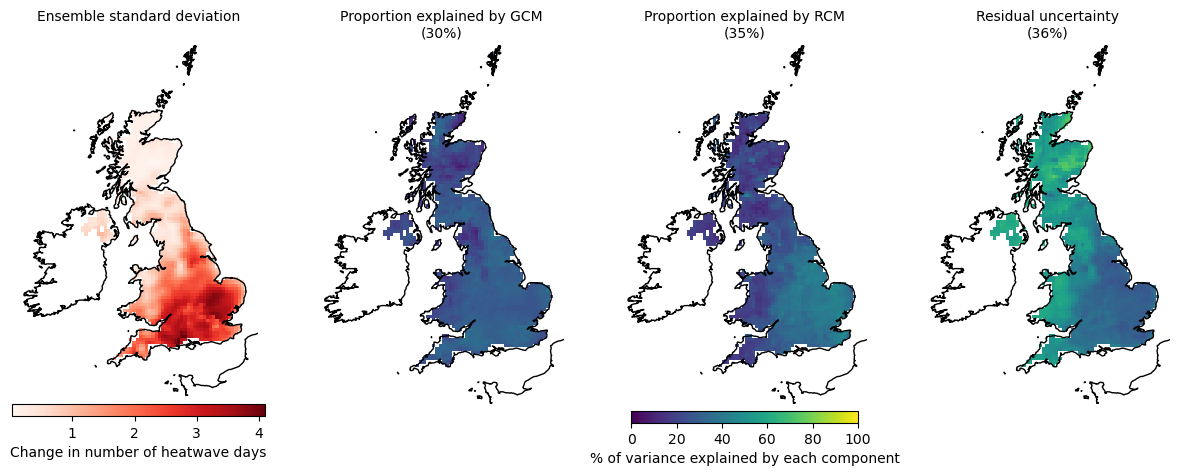 Ensemble standard deviation
Proportion explained by GCM
(30%)
Proportion explained by RCM
(35%)
Residual uncertainty
(36%)
1 2 3 4
Change in number of heatwave days
0 20 40 60 80 100
% of variance explained by each component